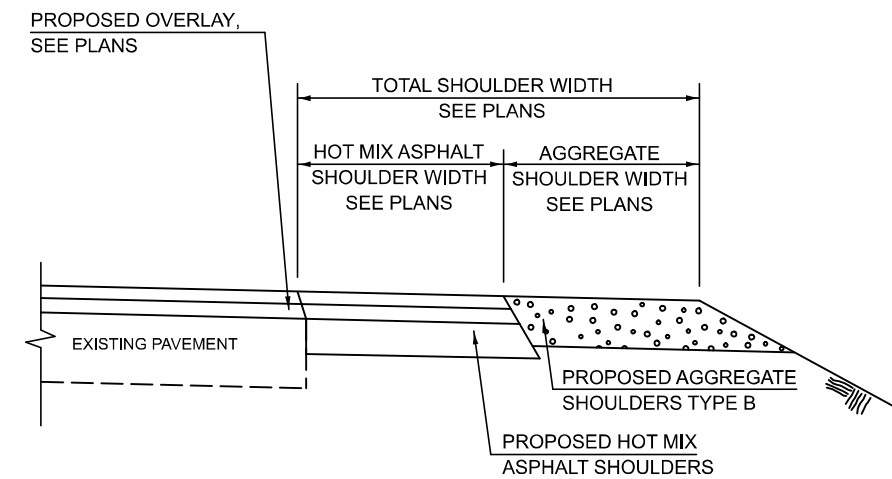 PROPOSED OVERLAY,
SEE PLANS
TOTAL SHOULDER WIDTH
SEE PLANS
HOT MIX ASPHALT
SHOULDER WIDTH
SEE PLANS
AGGREGATE
SHOULDER WIDTH
SEE PLANS
EXISTING PAVEMENT
PROPOSED AGGREGATE
SHOULDERS TYPE B
PROPOSED HOT MIX
ASPHALT SHOULDERS